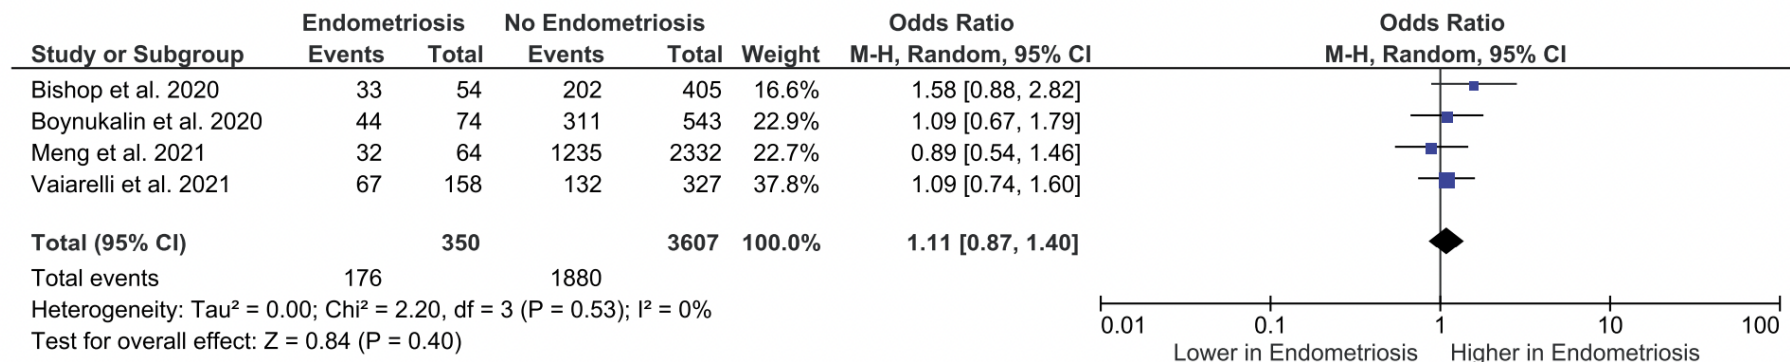 Endometriosis No Endometriosis Odds Ratio Odds Ratio
Study or Subgroup Events Total Events Total Weight M-H, Random, 95% CI M-H, Random, 95% CI
Bishop et al. 2020 33 54 202 405 16.6% 1.58 [0.88, 2.82]
Boynukalin et al. 2020 44 74 311 543 22.9% 1.09 [0.67, 1.79]
Meng et al. 2021 32 64 1235 2332 22.7% 0.89 [0.54, 1.46]
Vaiarelli et al. 2021 67 158 132 327 37.8% 1.09 [0.74, 1.60]
Total (95% CI) 350 3607 100.0% 1.11 [0.87, 1.40]
Total events 176 1880
Heterogeneity: Tau² = 0.00; Chi² = 2.20, df = 3 (P = 0.53); I² = 0%
Test for overall effect: Z = 0.84 (P = 0.40)
0.01 0.1 1 10 100
Lower in Endometriosis Higher in Endometriosis